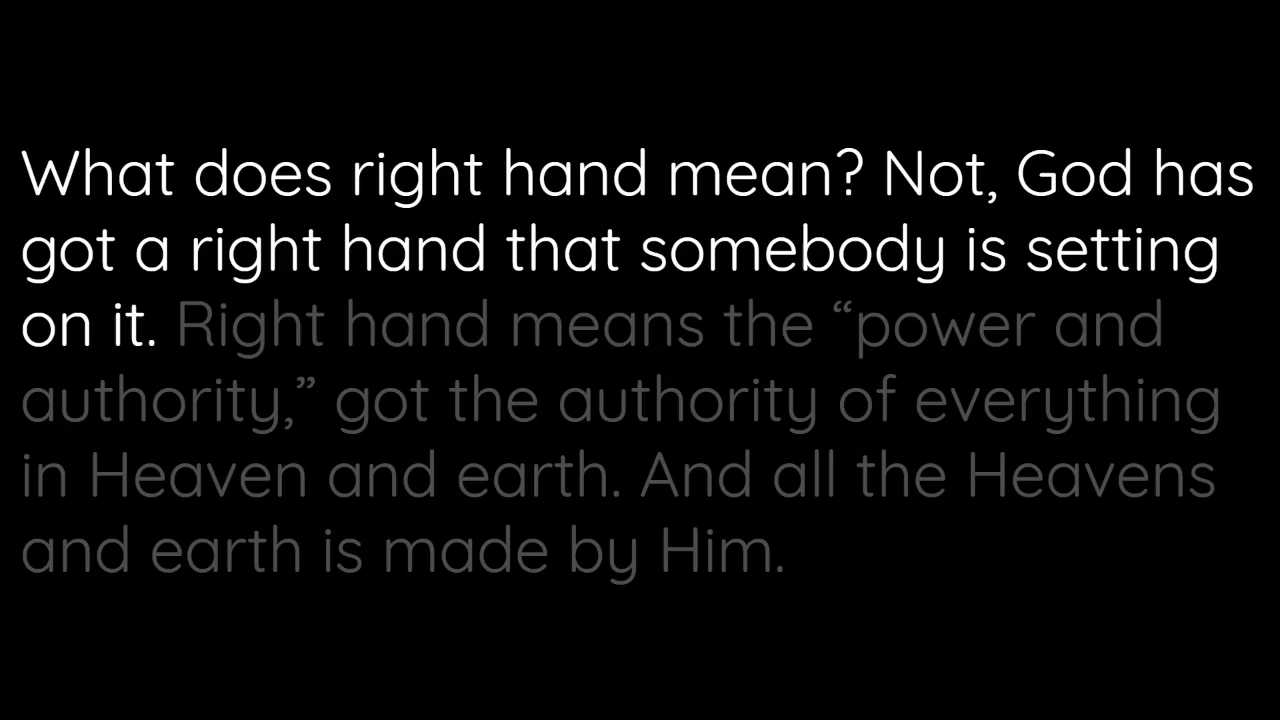 What does right hand mean? Not, God has
got a right hand that somebody is setting
on it. Right hand means the “power and
authority,” got the authority of everything
in Heaven and earth. And all the Heavens
and earth is made by Him.